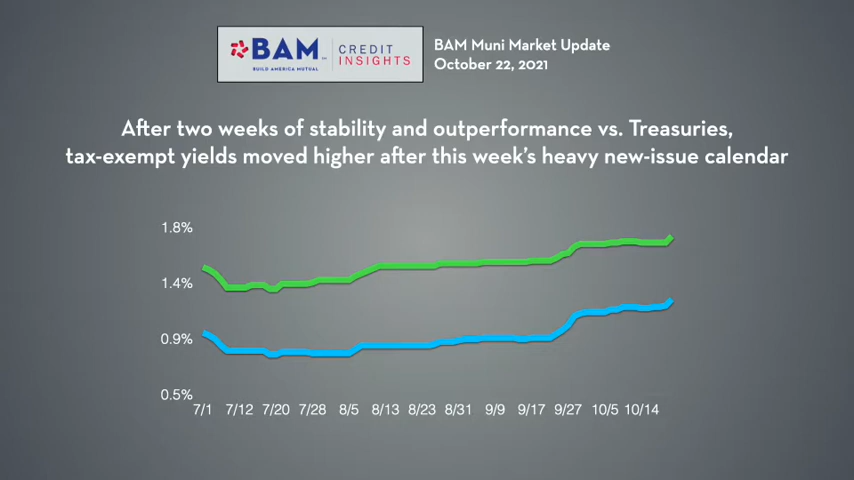 BAM
BUILD AMERICA MUTUAL
CREDIT
INSIGHTS
BAM Muni Market Update
October 22, 2021
After two weeks of stability and outperformance vs. Treasuries,
tax-exempt yields moved higher after this week's heavy new-issue calendar
1.8%
1.4%
0.9%
0.5%
7/1 7/12 7/20 7/28 8/5 8/13 8/23 8/31 9/9 9/17 9/27 10/5 10/14